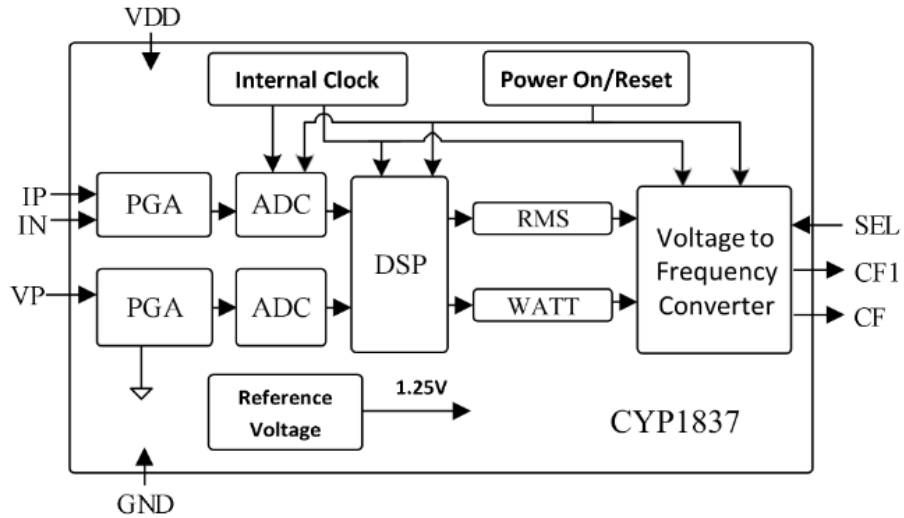 VDD
Internal Clock
Power On/Reset
IP
IN
PGA
ADC
DSP
RMS
WATT
Voltage to
Frequency
Converter
SEL
CF1
CF
VP
PGA
ADC
Reference
Voltage
1.25V
CYP1837
GND